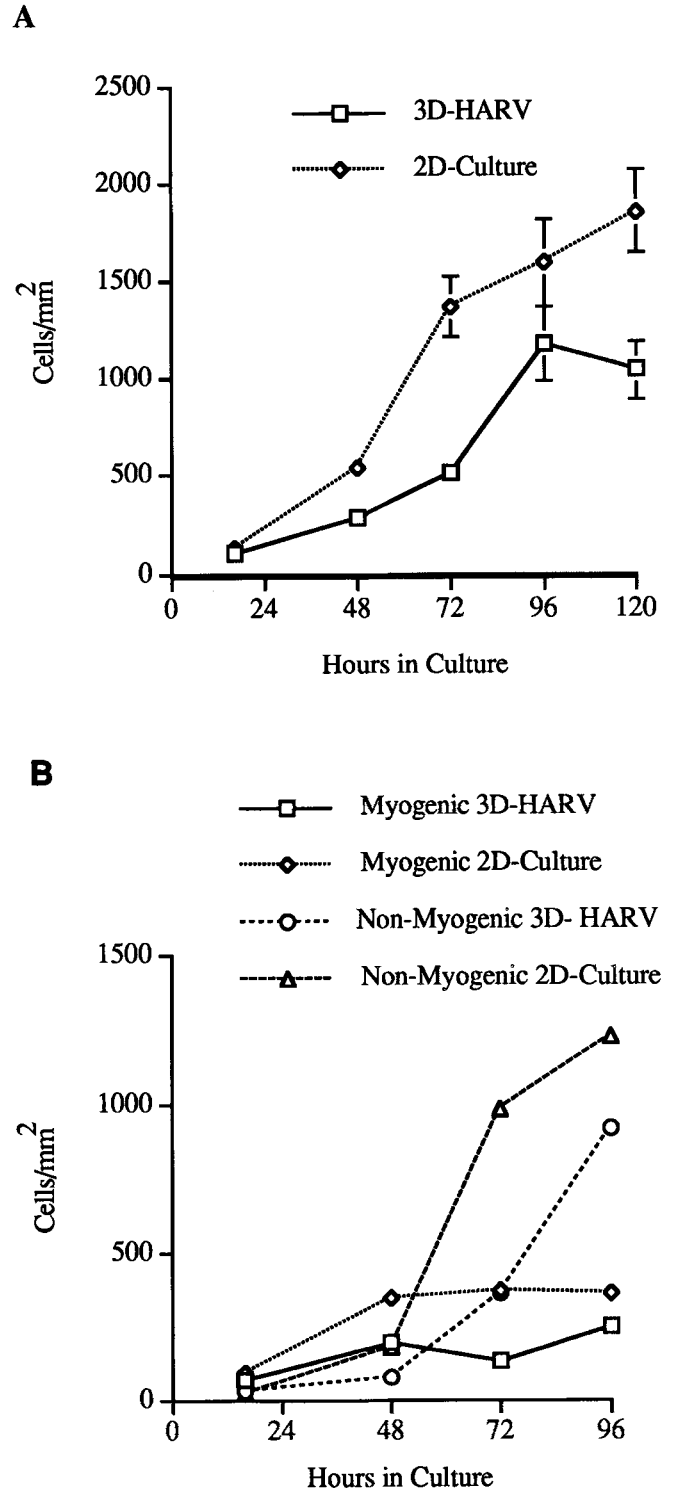 A
2500
2000
1500
1000
500
0
Cells/mm2
3D-HARV
2D-Culture
0 24 48 72 96 120
Hours in Culture
B
Myogenic 3D-HARV
Myogenic 2D-Culture
Non-Myogenic 3D- HARV
Non-Myogenic 2D-Culture
1500
1000
500
0
Cells/mm2
0 24 48 72 96
Hours in Culture